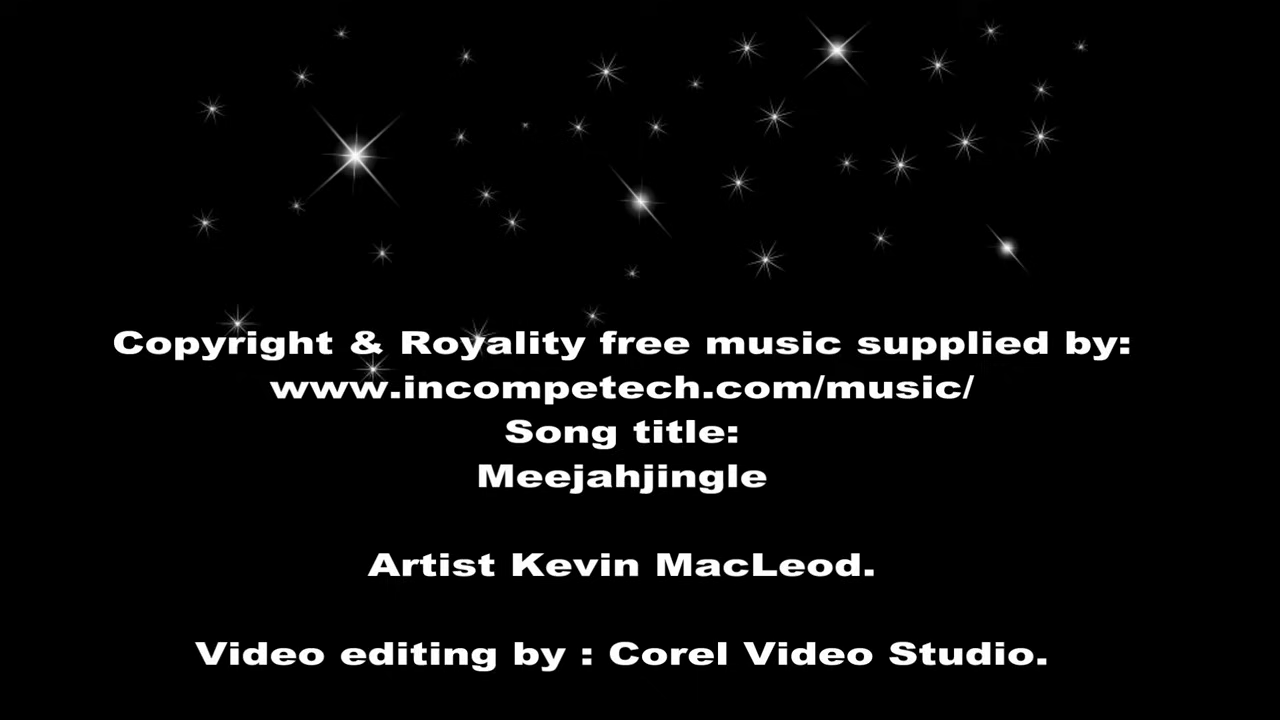 Copyright & Royality free music supplied by:
www.incompetech.com/music/
Song title:
Meejahjingle
Artist Kevin MacLeod.
Video editing by : Corel Video Studio.